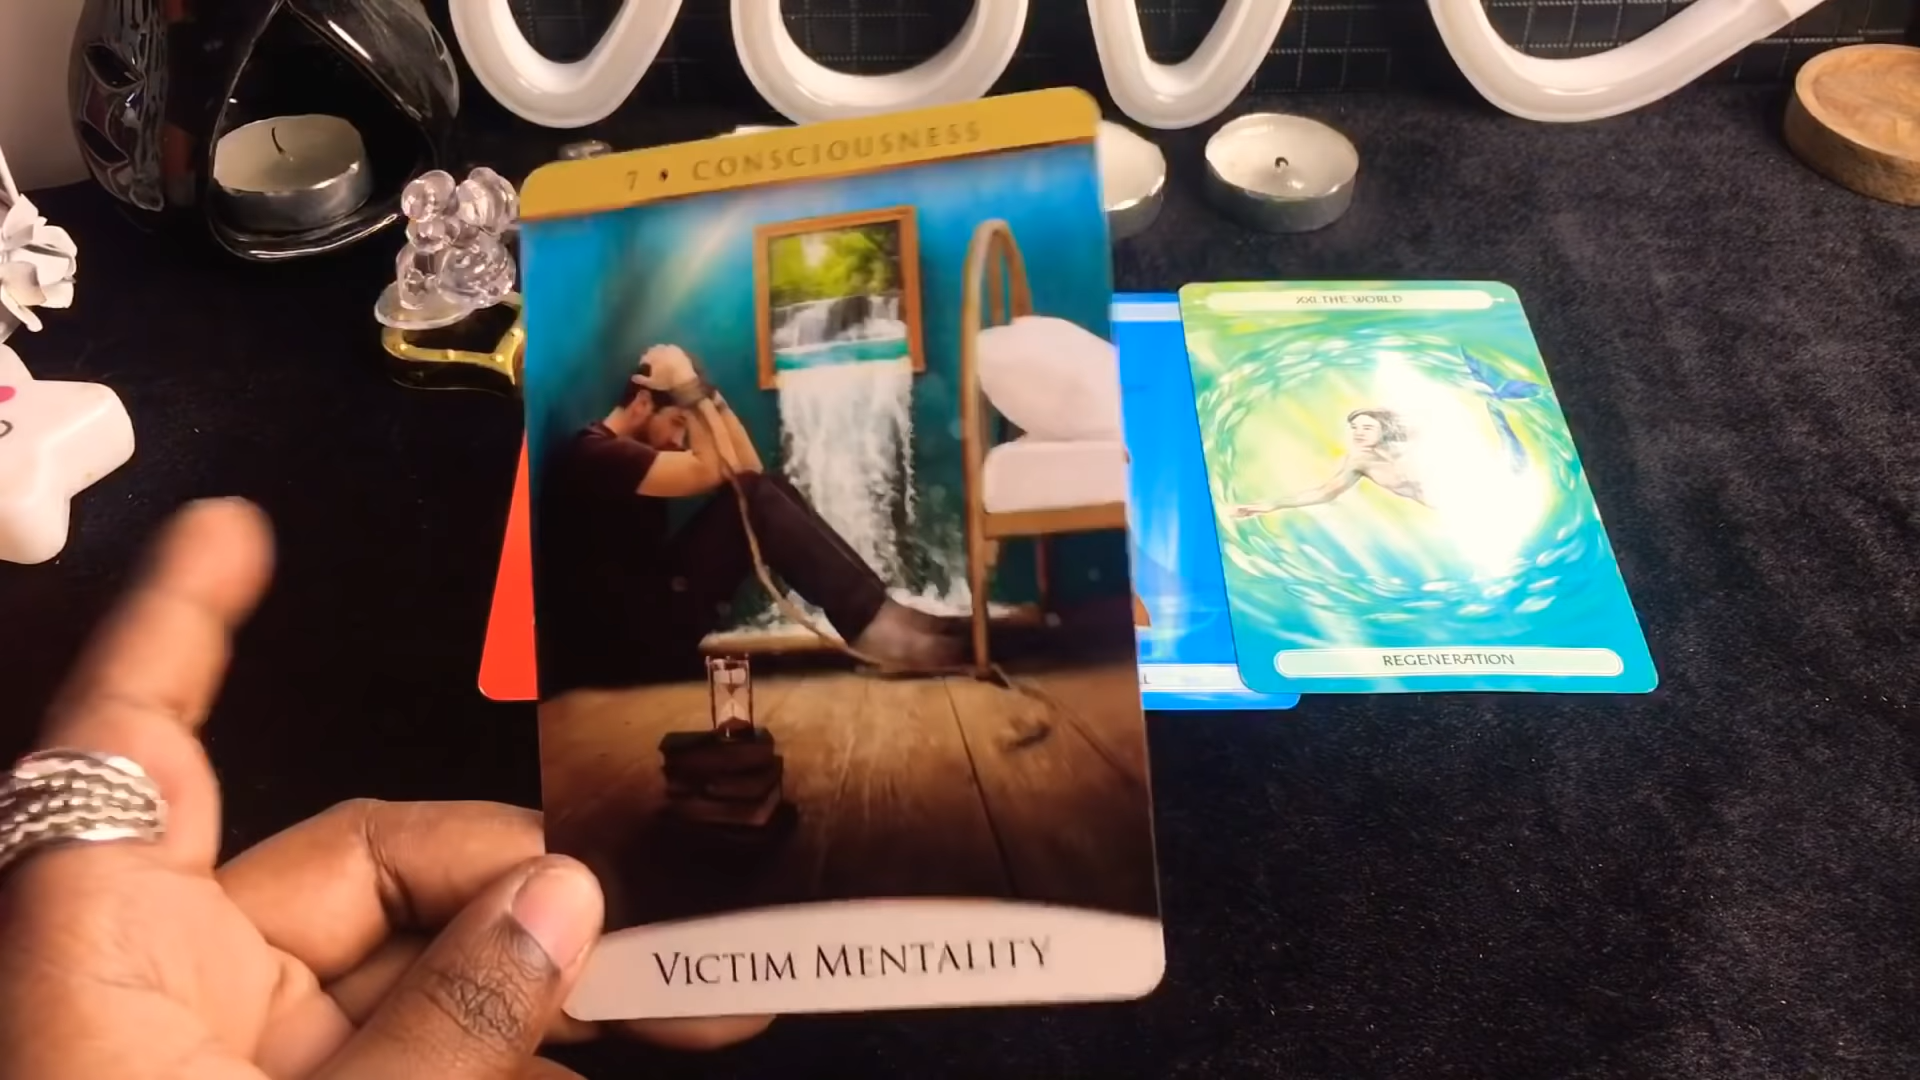 7 • CONSCIOUSNESS
VICTIM MENTALITY
XXI. THE WORLD
REGENERATION